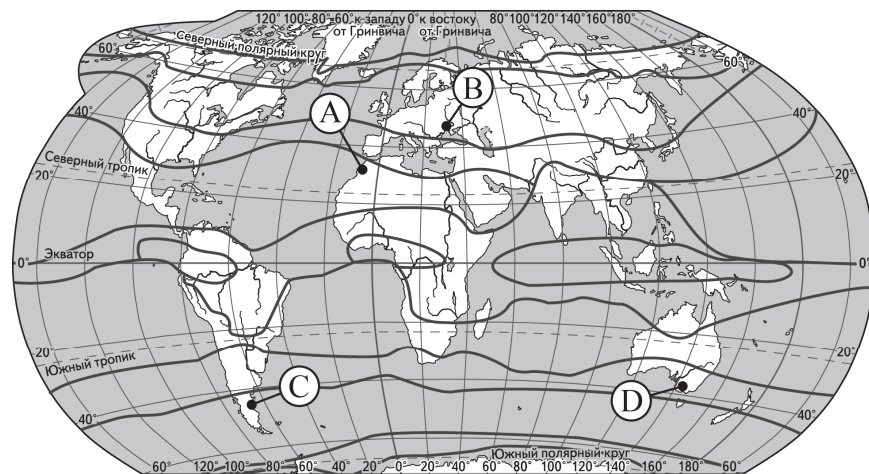 120° 100° 80° 60° к западу 0° к востоку 80° 100° 120° 140° 160° 180°
от Гринвича от Гринвича
Северный полярный круг
60° 60°
B
A
40° 40°
Северный тропик
20° 20°
Экватор
0° 0°
20° 20°
Южный тропик
C
D
40° 40°
Южный полярный круг
60° 120° 100° 80° 60° 40° 20° 0° 20° 40° 60° 80° 100° 120° 140° 160° 60°